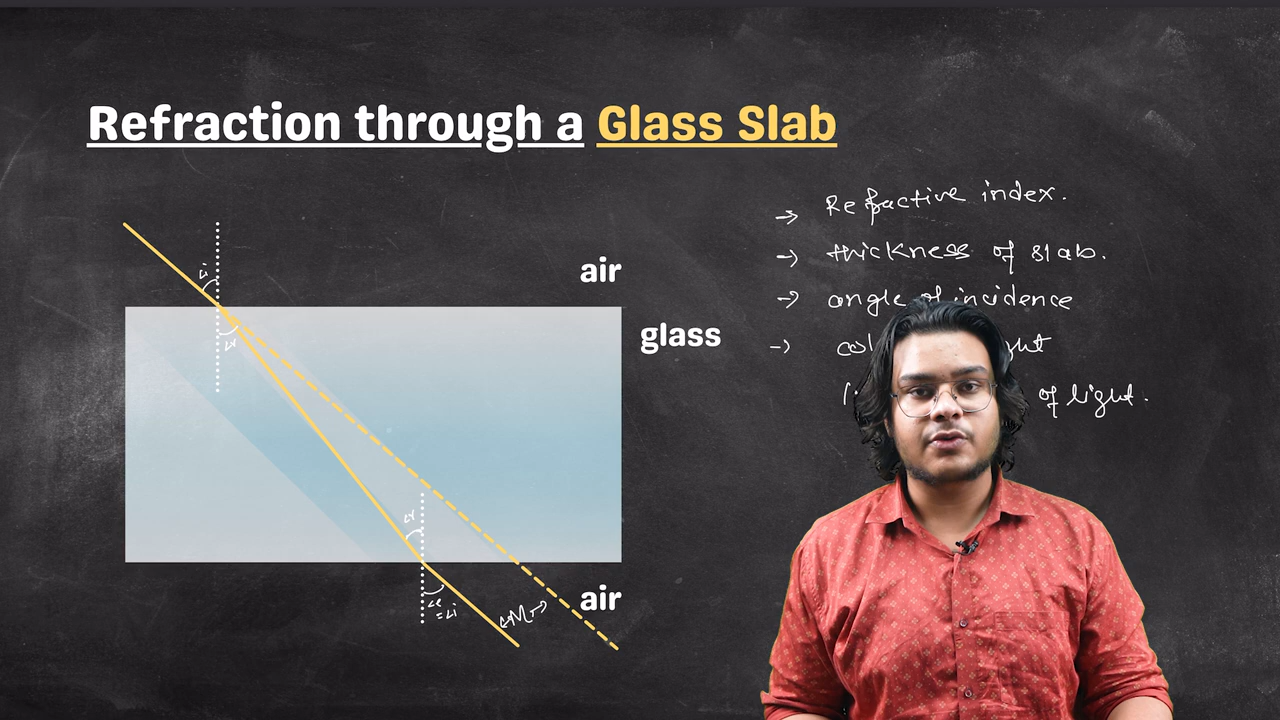 Refraction through a Glass Slab
→ Refractive index.
→ thickness of slab.
→ angle of incidence
of light.
air
glass
∠i
∠r
∠r
∠e
= ∠i
air